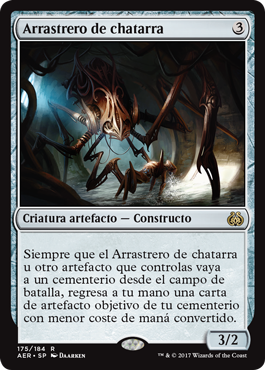 Arrastrero de chatarra 3
Criatura artefacto — Constructo
Siempre que el Arrastrero de chatarra
u otro artefacto que controlas vaya
a un cementerio desde el campo de
batalla, regresa a tu mano una carta
de artefacto objetivo de tu cementerio
con menor coste de maná convertido.
3/2
175/184 R
AER • SP DAARKEN
™ & © 2017 Wizards of the Coast